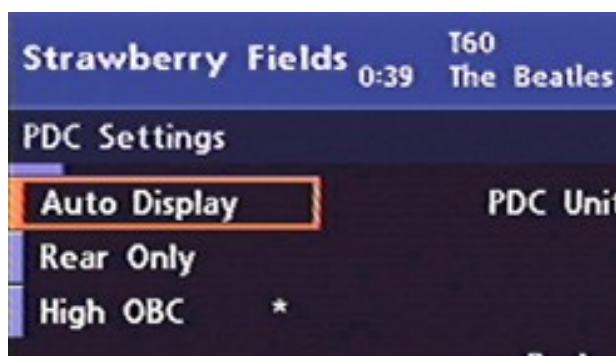 Strawberry Fields 0:39
T60
The Beatles
PDC Settings
Auto Display
PDC Unit
Rear Only
High OBC *